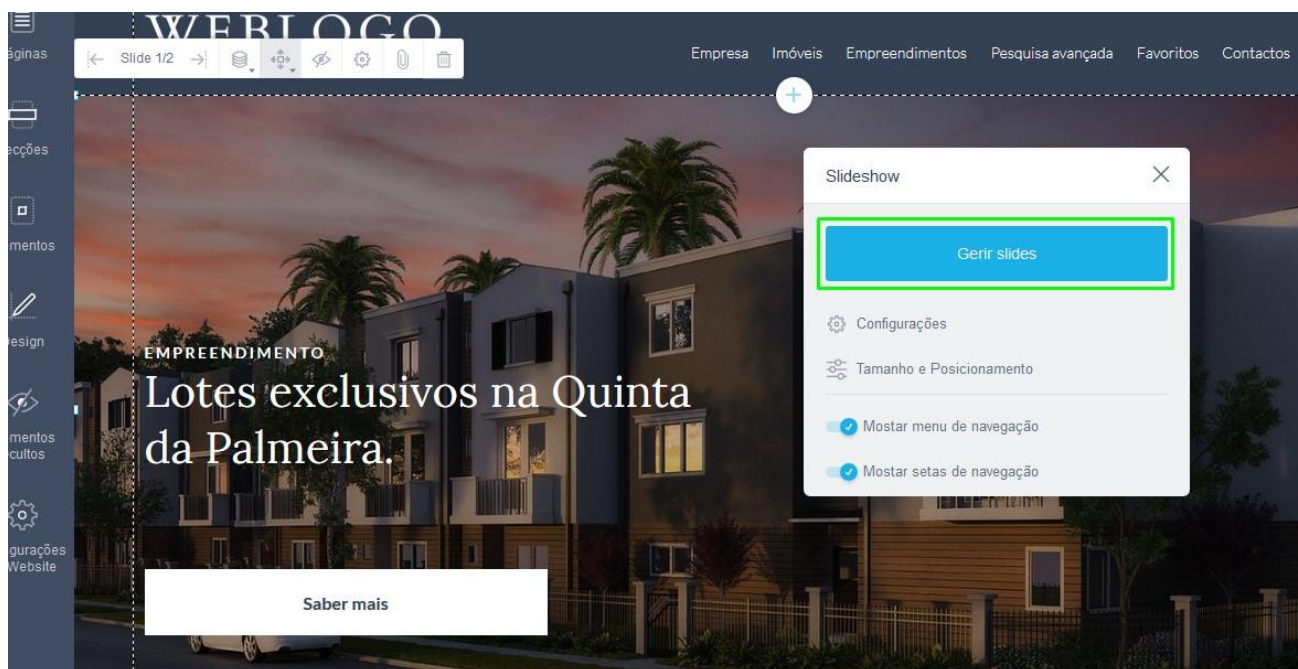 WEBLOGO
áginas
Slide 1/2
Empresa Imóveis Empreendimentos Pesquisa avançada Favoritos Contactos
ecções
Slideshow
mentos
Gerir slides
Configurações
esign
EMPREENDIMENTO
Tamanho e Posicionamento
Lotes exclusivos na Quinta
da Palmeira.
Mostar menu de navegação
mentos
cultos
Mostar setas de navegação
gurações
Website
Saber mais